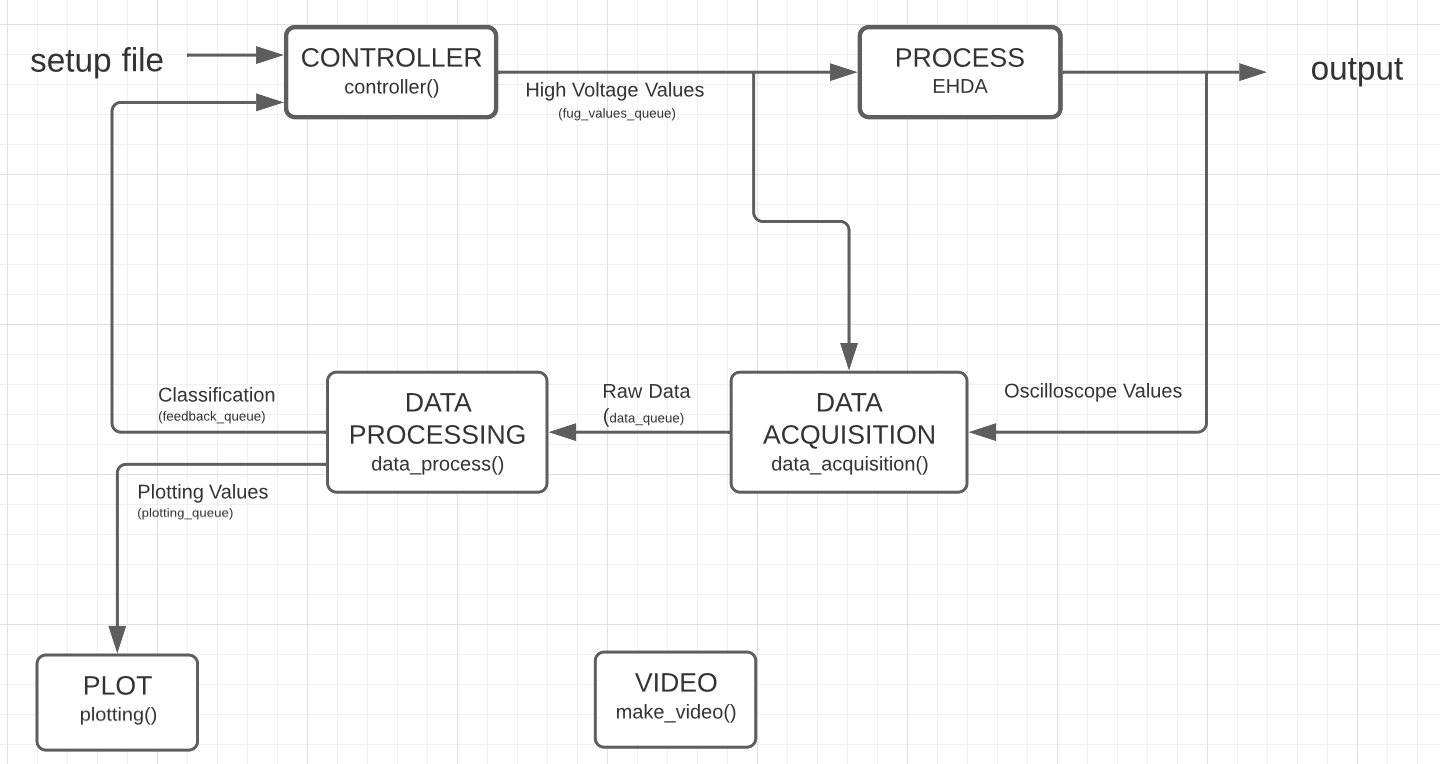 setup file
CONTROLLER
controller()
High Voltage Values
(fug_values_queue)
PROCESS
EHDA
output
Classification
(feedback_queue)
DATA
PROCESSING
data_process()
Raw Data
(data_queue)
DATA
ACQUISITION
data_acquisition()
Oscilloscope Values
Plotting Values
(plotting_queue)
PLOT
plotting()
VIDEO
make_video()